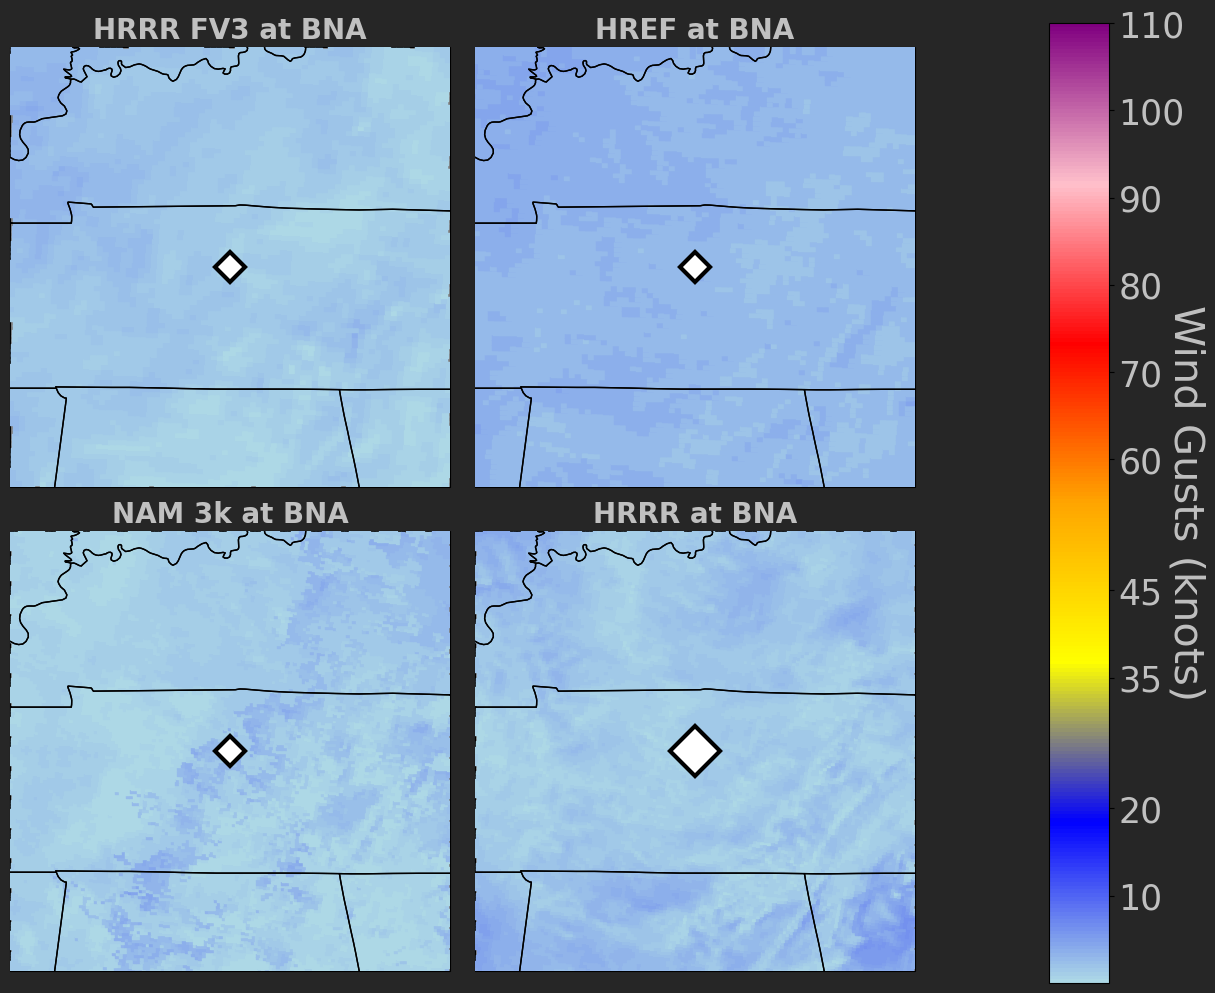 HRRR FV3 at BNA
HREF at BNA
NAM 3k at BNA
HRRR at BNA
110
100
90
80
70
60
45
35
20
10
Wind Gusts (knots)